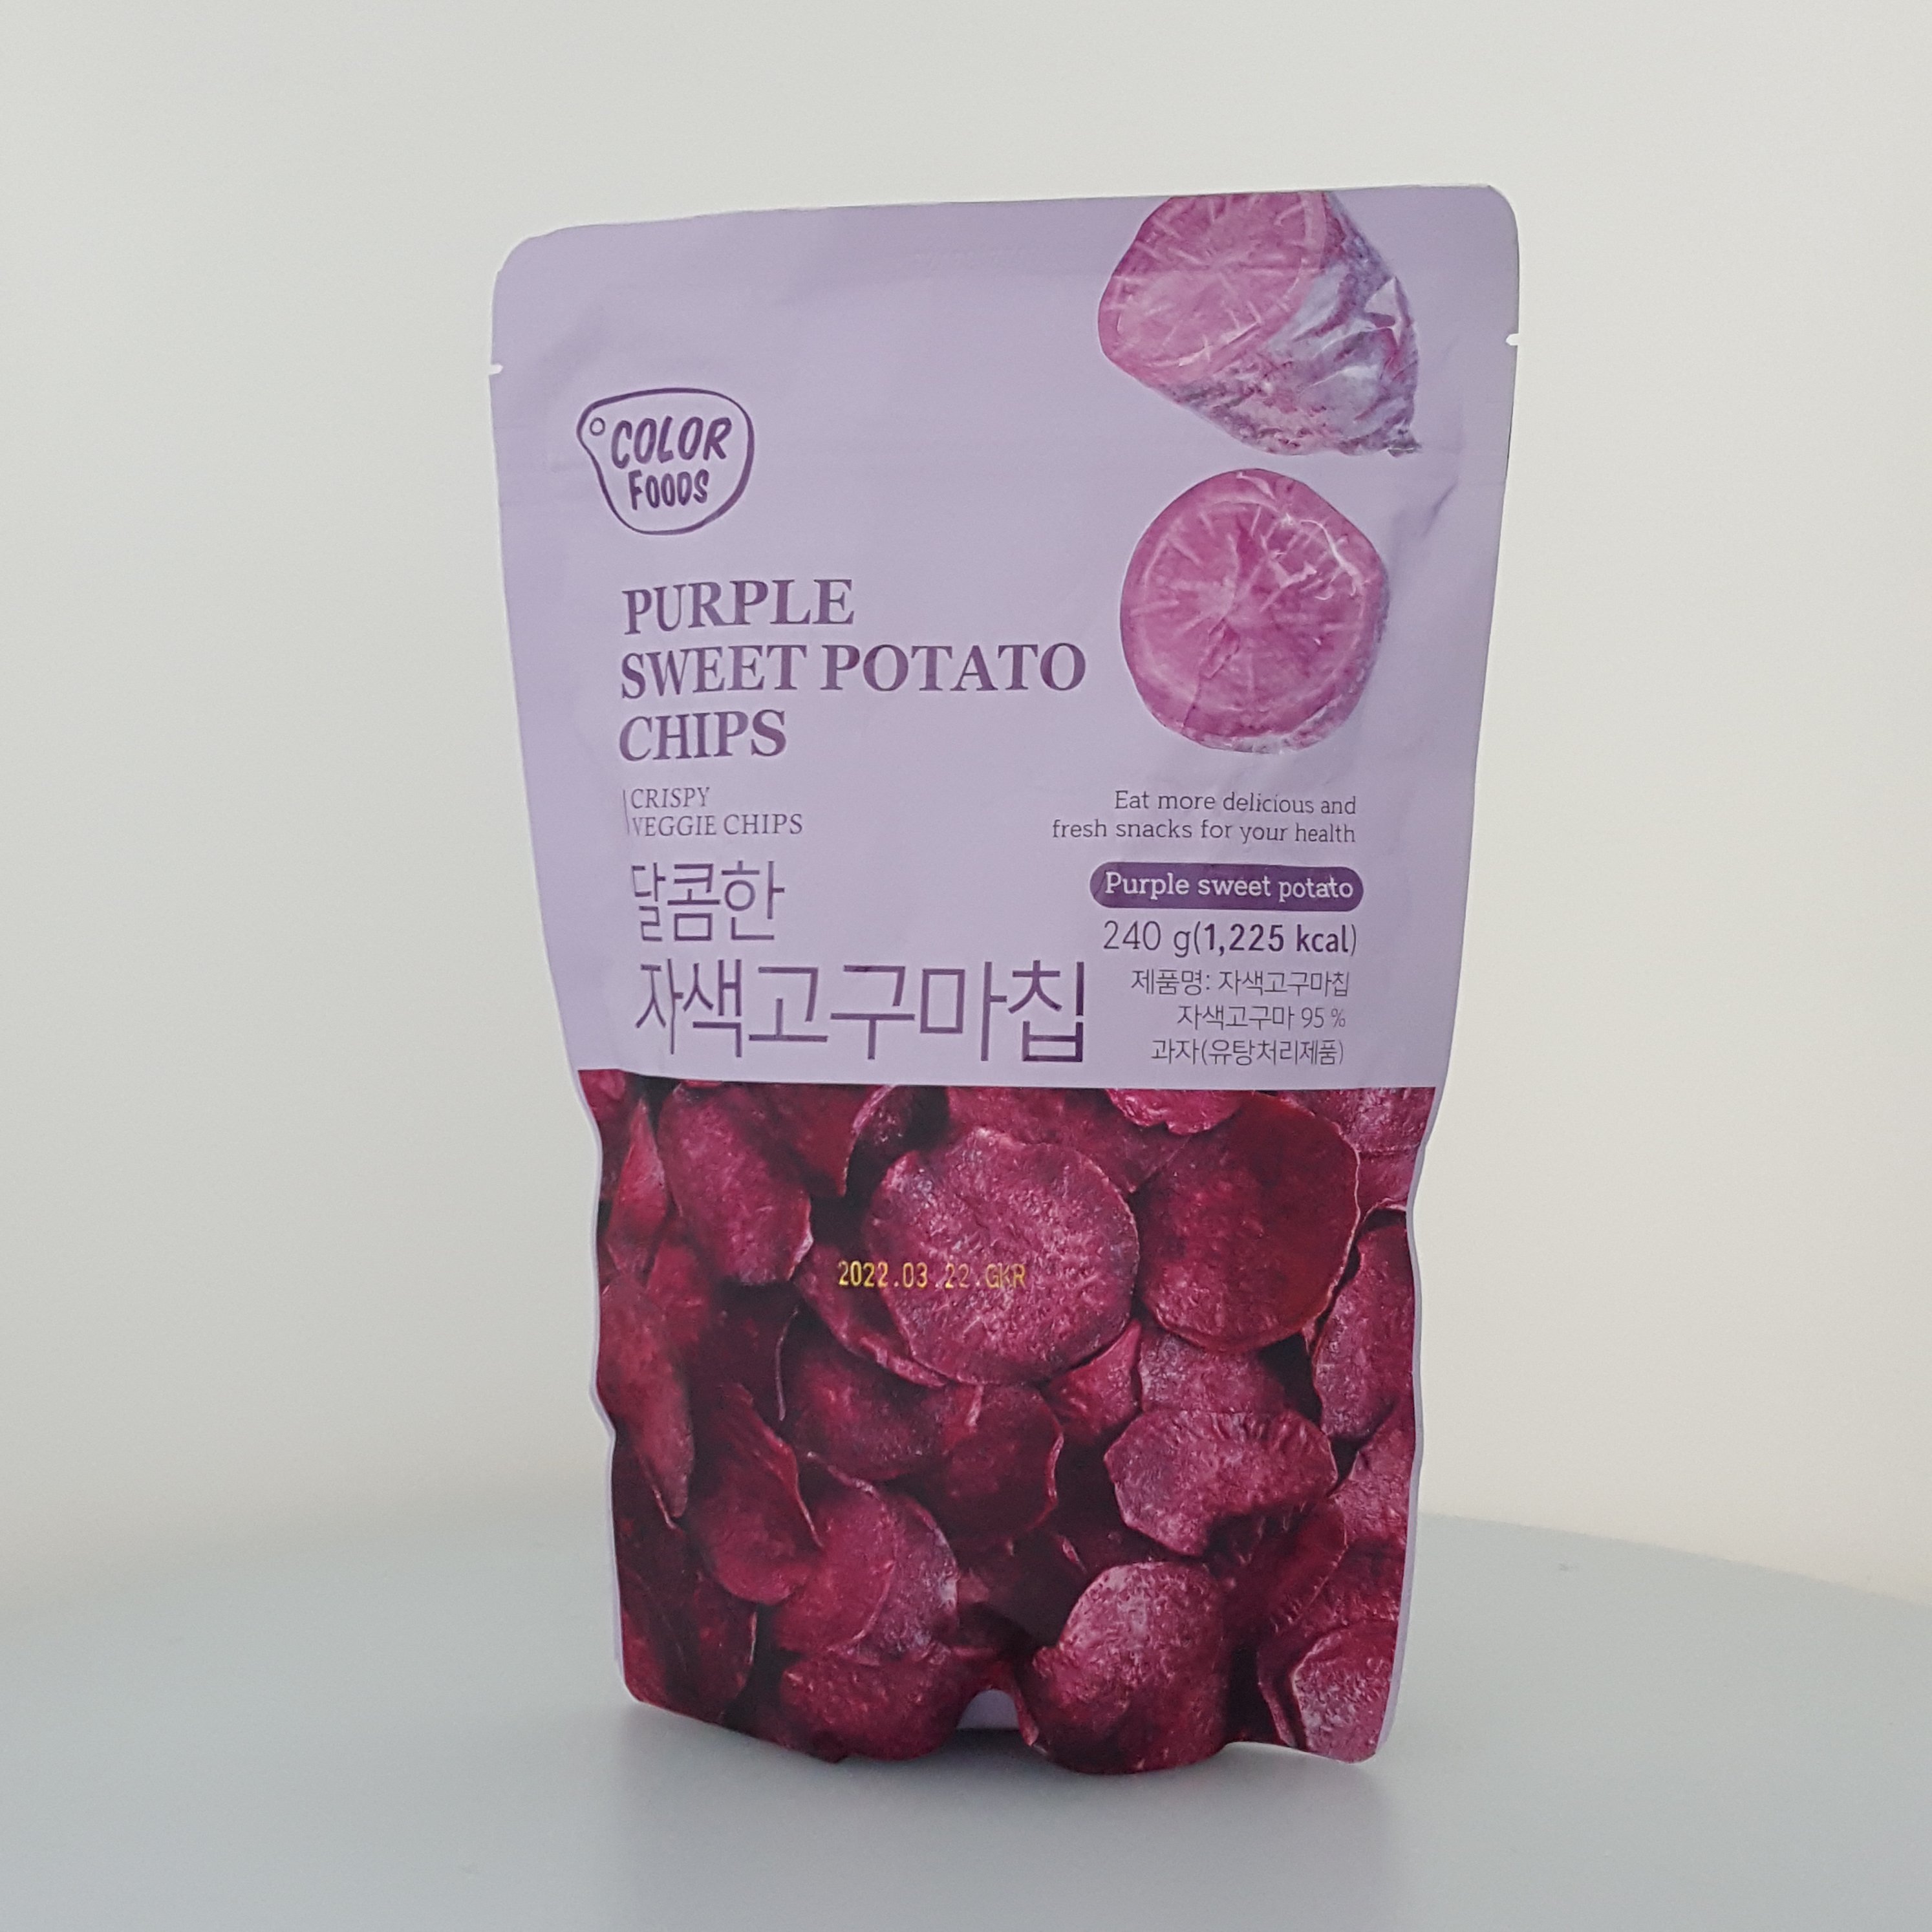 COLOR
FOODS
PURPLE
SWEET POTATO
CHIPS
CRISPY
VEGGIE CHIPS
달콤한
자색고구마칩
Eat more delicious and
fresh snacks for your health
Purple sweet potato
240 g(1,225 kcal)
제품명: 자색고구마칩
자색고구마 95 %
과자(유탕처리제품)
2022.03.22.GKR